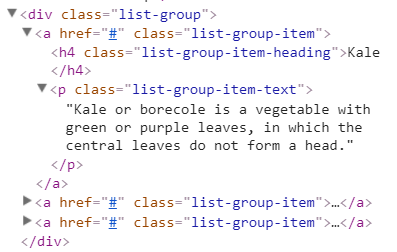 ▼<div class="list-group">
▼<a href="#" class="list-group-item">
<h4 class="list-group-item-heading">Kale
</h4>
▼<p class="list-group-item-text">
"Kale or borecole is a vegetable with
green or purple leaves, in which the
central leaves do not form a head."
</p>
</a>
▶<a href="#" class="list-group-item">…</a>
▶<a href="#" class="list-group-item">…</a>
</div>